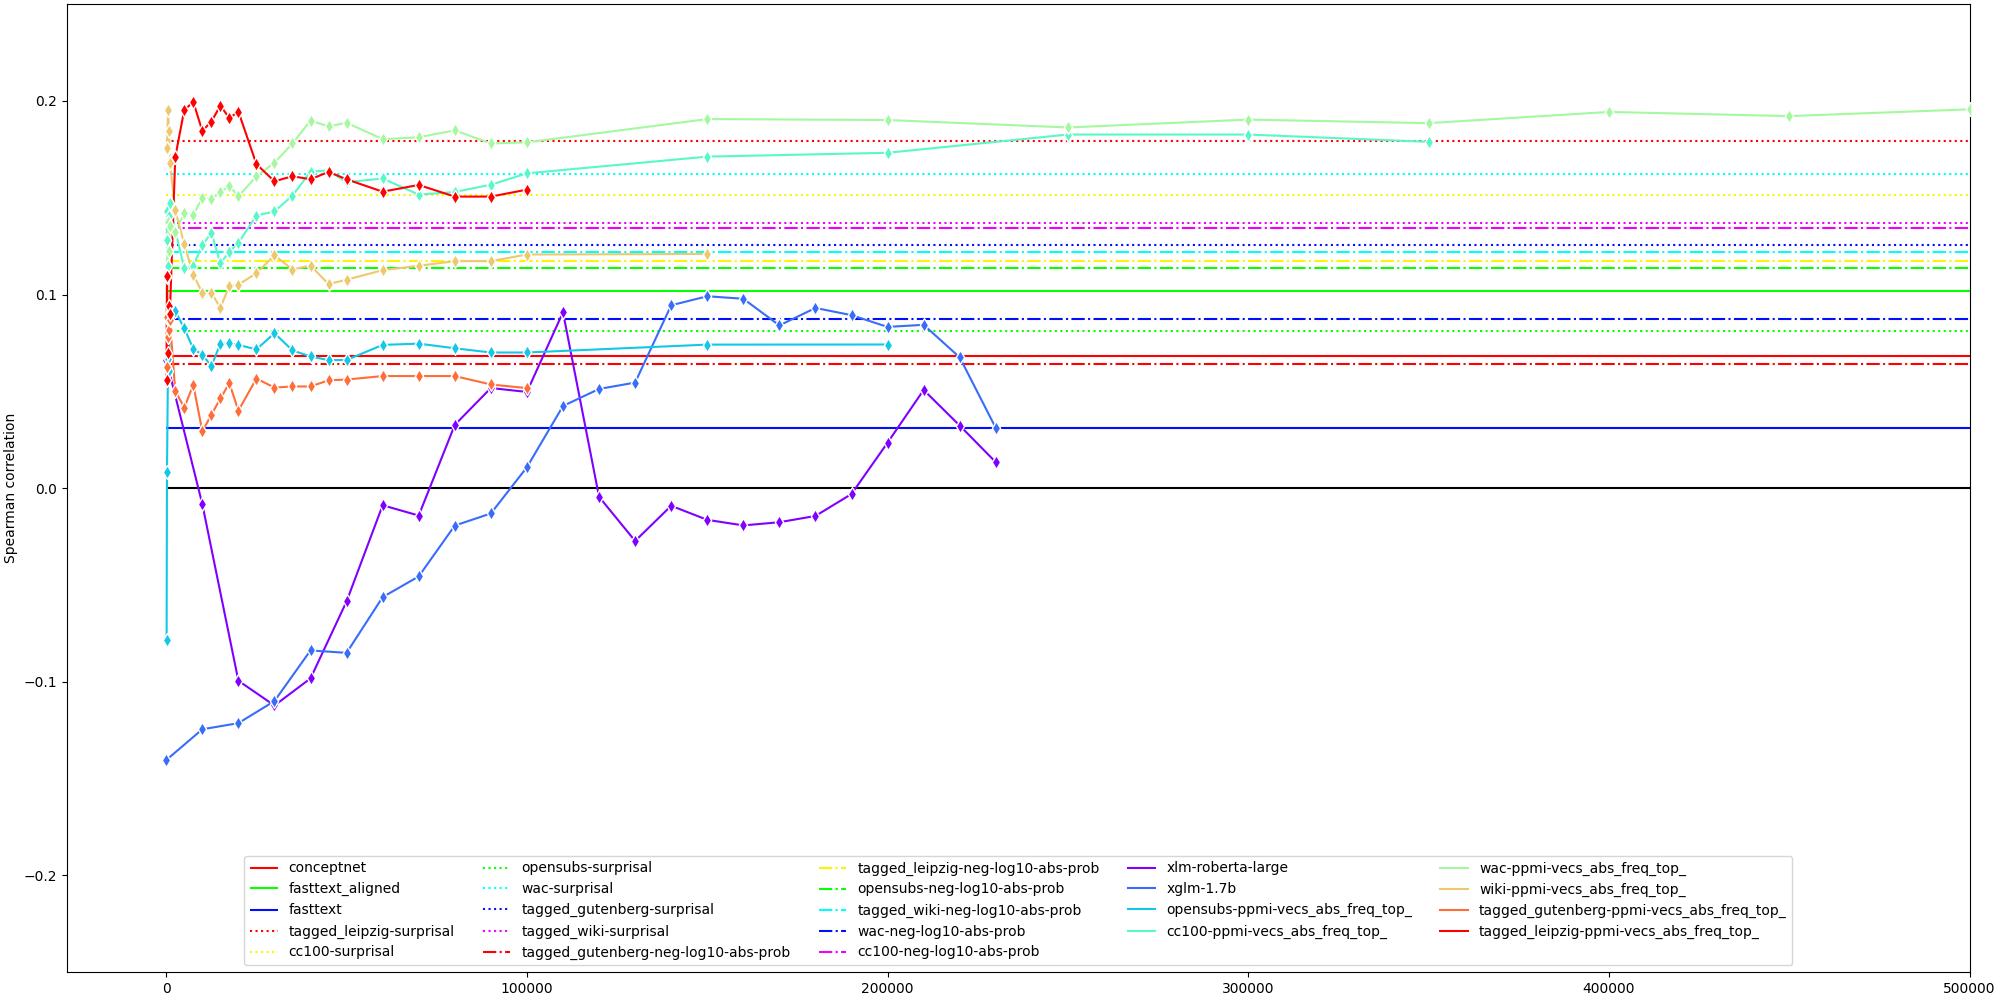 0.2
0.1
0.0
−0.1
−0.2
Spearman correlation
conceptnet
fasttext_aligned
fasttext
tagged_leipzig-surprisal
cc100-surprisal
opensubs-surprisal
wac-surprisal
tagged_gutenberg-surprisal
tagged_wiki-surprisal
tagged_gutenberg-neg-log10-abs-prob
tagged_leipzig-neg-log10-abs-prob
opensubs-neg-log10-abs-prob
tagged_wiki-neg-log10-abs-prob
wac-neg-log10-abs-prob
cc100-neg-log10-abs-prob
xlm-roberta-large
xglm-1.7b
opensubs-ppmi-vecs_abs_freq_top_
cc100-ppmi-vecs_abs_freq_top_
wac-ppmi-vecs_abs_freq_top_
wiki-ppmi-vecs_abs_freq_top_
tagged_gutenberg-ppmi-vecs_abs_freq_top_
tagged_leipzig-ppmi-vecs_abs_freq_top_
0
100000
200000
300000
400000
500000